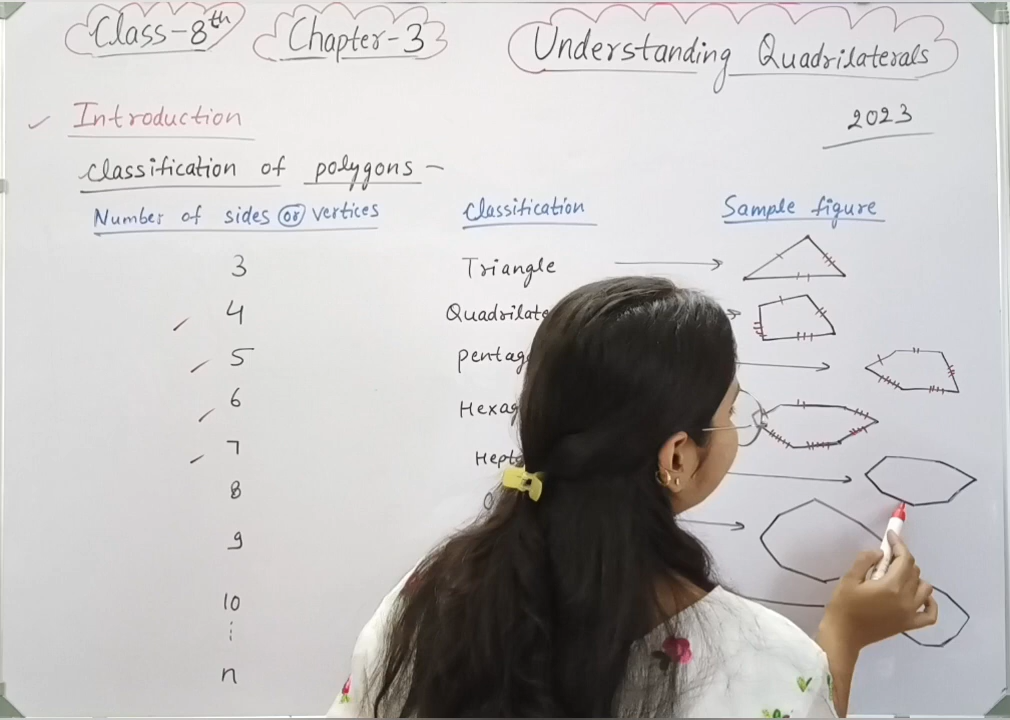 Class-8th Chapter-3 Understanding Quadrilaterals
Introduction
2023
classification of polygons -
Number of sides or vertices Classification Sample figure
3 Triangle
4
5
6
7
8
9
10
n